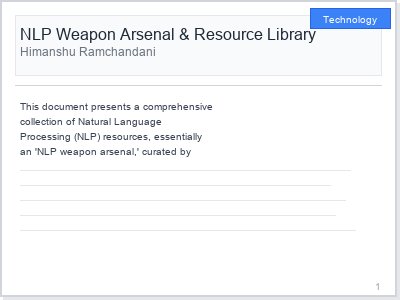 Technology
NLP Weapon Arsenal & Resource Library
Himanshu Ramchandani
This document presents a comprehensive
collection of Natural Language
Processing (NLP) resources, essentially
an 'NLP weapon arsenal,' curated by
1